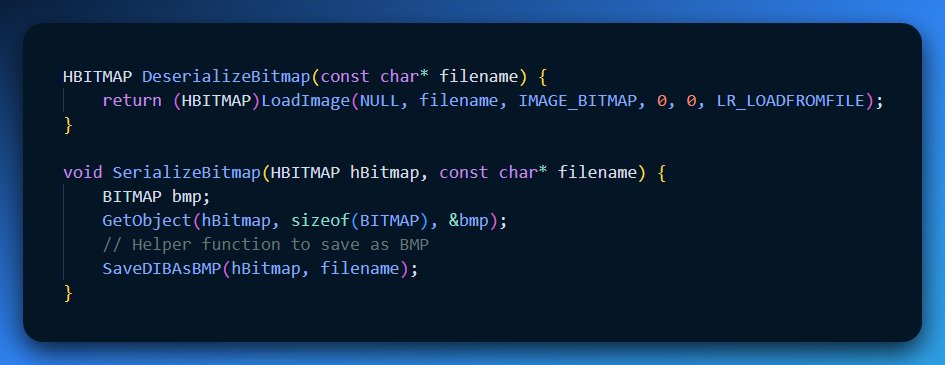 HBITMAP DeserializeBitmap(const char* filename) {
    return (HBITMAP)LoadImage(NULL, filename, IMAGE_BITMAP, 0, 0, LR_LOADFROMFILE);
}

void SerializeBitmap(HBITMAP hBitmap, const char* filename) {
    BITMAP bmp;
    GetObject(hBitmap, sizeof(BITMAP), &bmp);
    // Helper function to save as BMP
    SaveDIBAsBMP(hBitmap, filename);
}